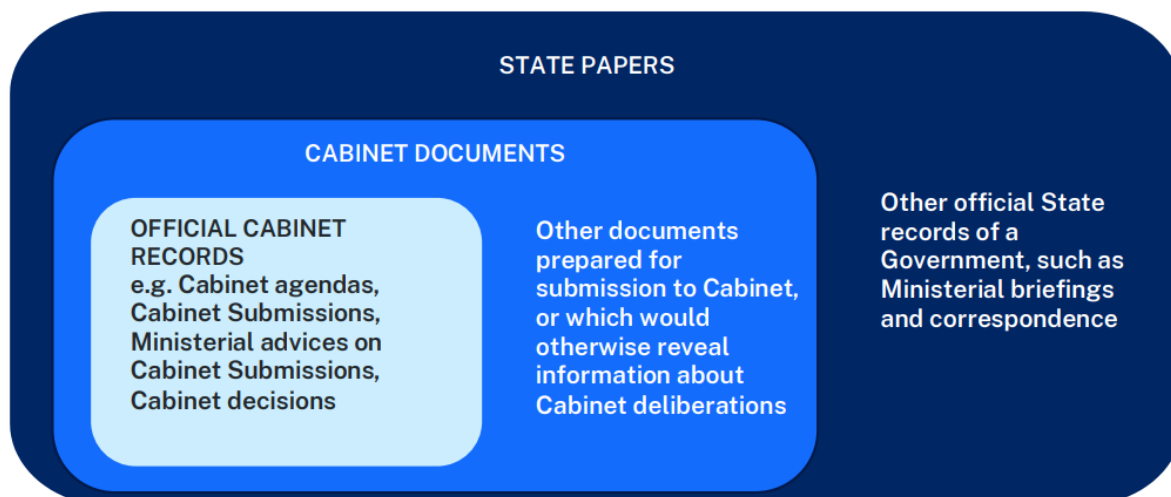 STATE PAPERS
CABINET DOCUMENTS
OFFICIAL CABINET
RECORDS
e.g. Cabinet agendas,
Cabinet Submissions,
Ministerial advices on
Cabinet Submissions,
Cabinet decisions
Other documents
prepared for
submission to Cabinet,
or which would
otherwise reveal
information about
Cabinet deliberations
Other official State
records of a
Government, such as
Ministerial briefings
and correspondence